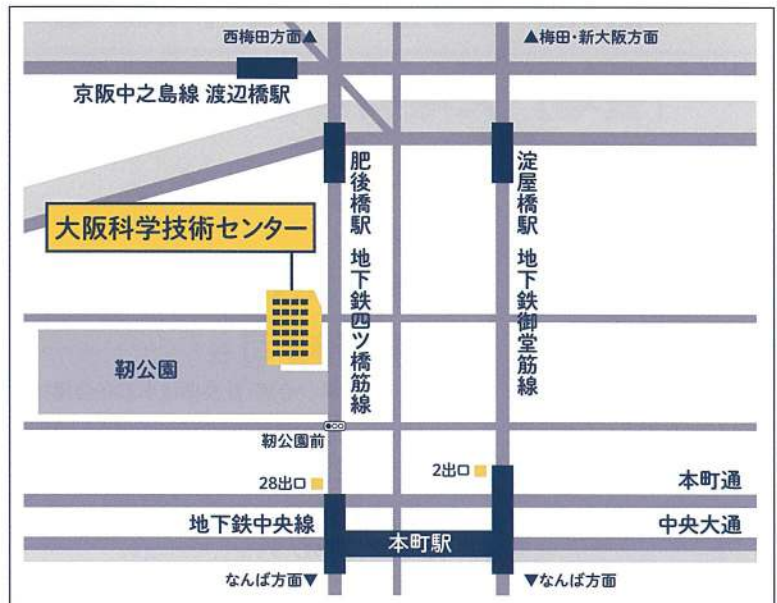 西梅田方面▲
▲梅田・新大阪方面
京阪中之島線 渡辺橋駅
肥後橋駅 地下鉄四ツ橋筋線
淀屋橋駅 地下鉄御堂筋線
大阪科学技術センター
靭公園
靭公園前
28出口
2出口
本町通
地下鉄中央線
本町駅
中央大通
なんば方面▼
▼なんば方面